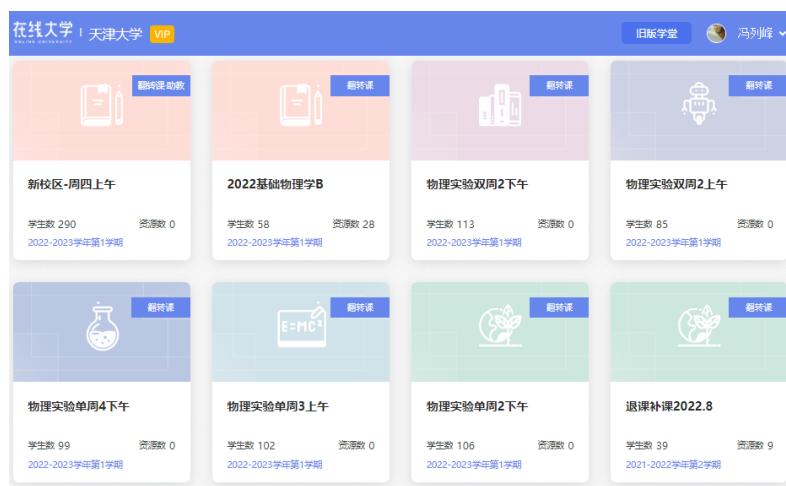 在线大学
ONLINE UNIVERSITY
天津大学 VIP
旧版学堂
冯列峰
翻转课助教
翻转课
翻转课
翻转课
新校区-周四上午
2022基础物理学B
物理实验双周2下午
物理实验双周2上午
学生数 290 资源数 0
学生数 58 资源数 28
学生数 113 资源数 0
学生数 85 资源数 0
2022-2023学年第1学期
2022-2023学年第1学期
2022-2023学年第1学期
2022-2023学年第1学期
翻转课
翻转课
翻转课
翻转课
E=MC²
物理实验单周4下午
物理实验单周3上午
物理实验单周2下午
退课补课2022.8
学生数 99 资源数 0
学生数 102 资源数 0
学生数 106 资源数 0
学生数 39 资源数 9
2022-2023学年第1学期
2022-2023学年第1学期
2022-2023学年第1学期
2021-2022学年第2学期